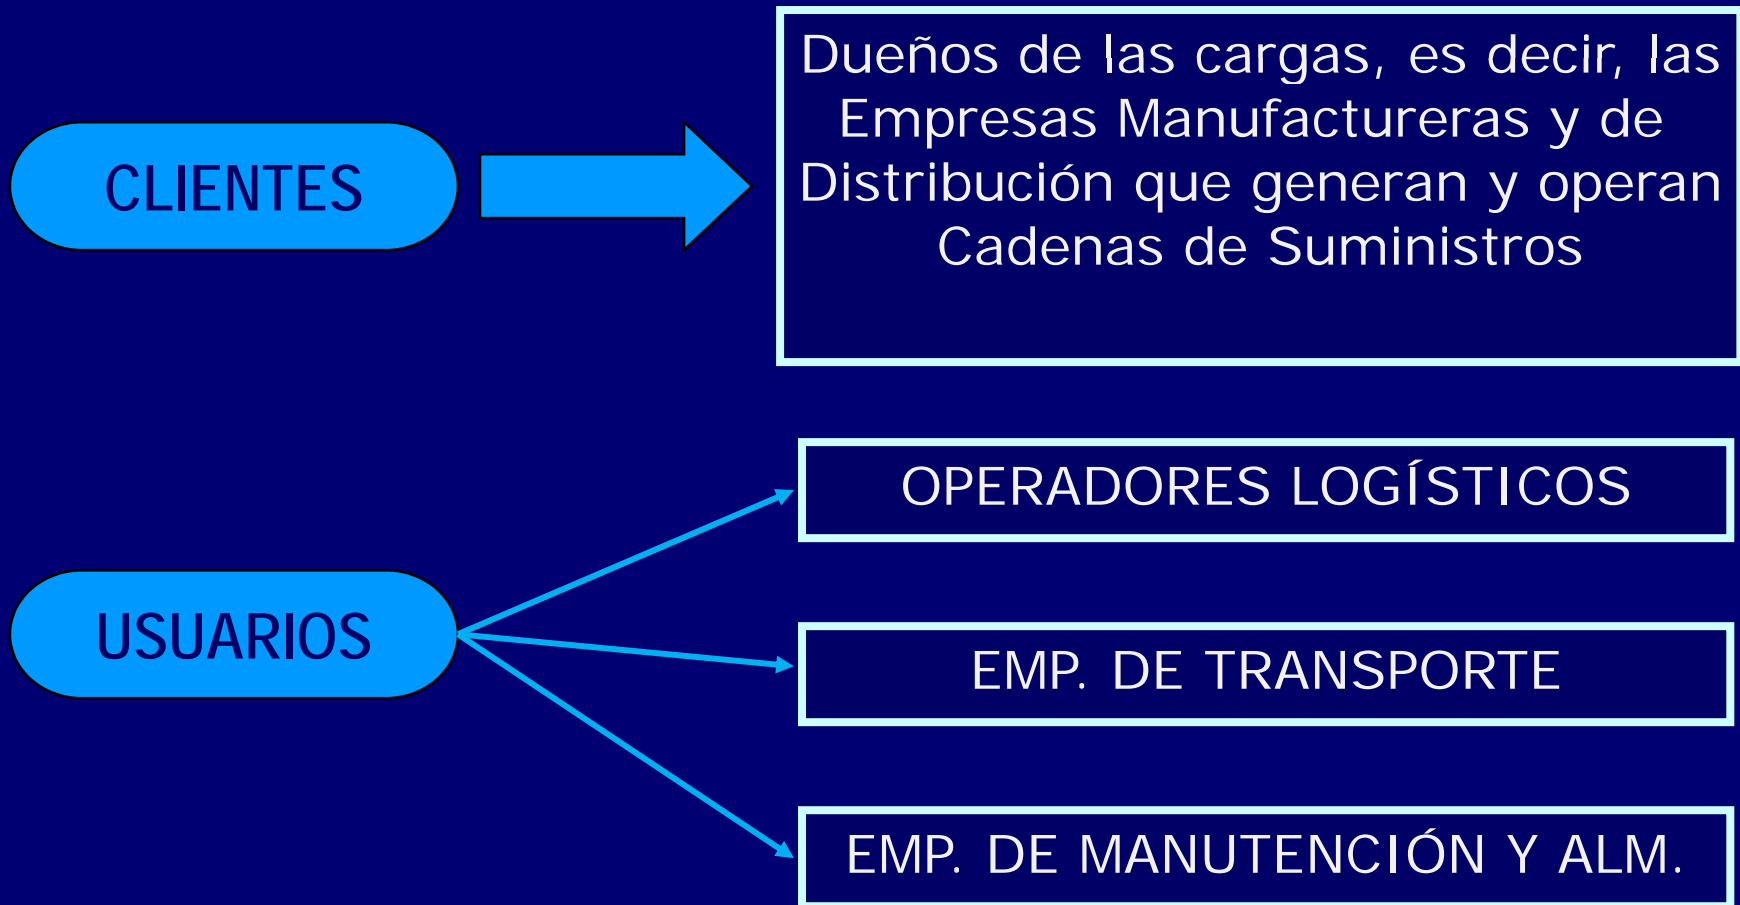 CLIENTES
Dueños de las cargas, es decir, las
Empresas Manufactureras y de
Distribución que generan y operan
Cadenas de Suministros
USUARIOS
OPERADORES LOGÍSTICOS
EMP. DE TRANSPORTE
EMP. DE MANUTENCIÓN Y ALM.